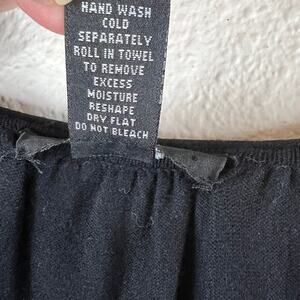 HAND WASH
COLD
SEPARATELY
ROLL IN TOWEL
TO REMOVE
EXCESS
MOISTURE
RESHAPE
DRY FLAT
DO NOT BLEACH